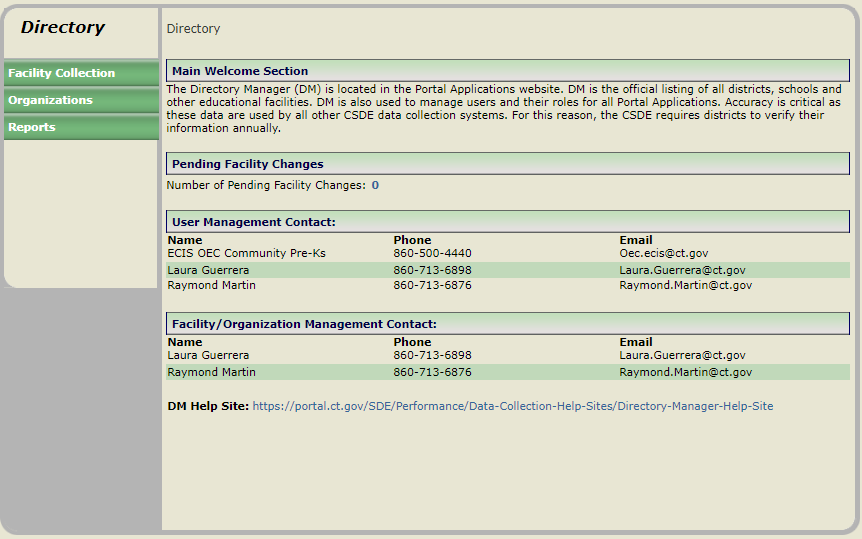 Directory
Facility Collection
Organizations
Reports
Directory
Main Welcome Section
The Directory Manager (DM) is located in the Portal Applications website. DM is the official listing of all districts, schools and
other educational facilities. DM is also used to manage users and their roles for all Portal Applications. Accuracy is critical as
these data are used by all other CSDE data collection systems. For this reason, the CSDE requires districts to verify their
information annually.
Pending Facility Changes
Number of Pending Facility Changes: 0
User Management Contact:
Name Phone Email
ECIS OEC Community Pre-Ks 860-500-4440 Oec.ecis@ct.gov
Laura Guerrera 860-713-6898 Laura.Guerrera@ct.gov
Raymond Martin 860-713-6876 Raymond.Martin@ct.gov
Facility/Organization Management Contact:
Name Phone Email
Laura Guerrera 860-713-6898 Laura.Guerrera@ct.gov
Raymond Martin 860-713-6876 Raymond.Martin@ct.gov
DM Help Site: https://portal.ct.gov/SDE/Performance/Data-Collection-Help-Sites/Directory-Manager-Help-Site